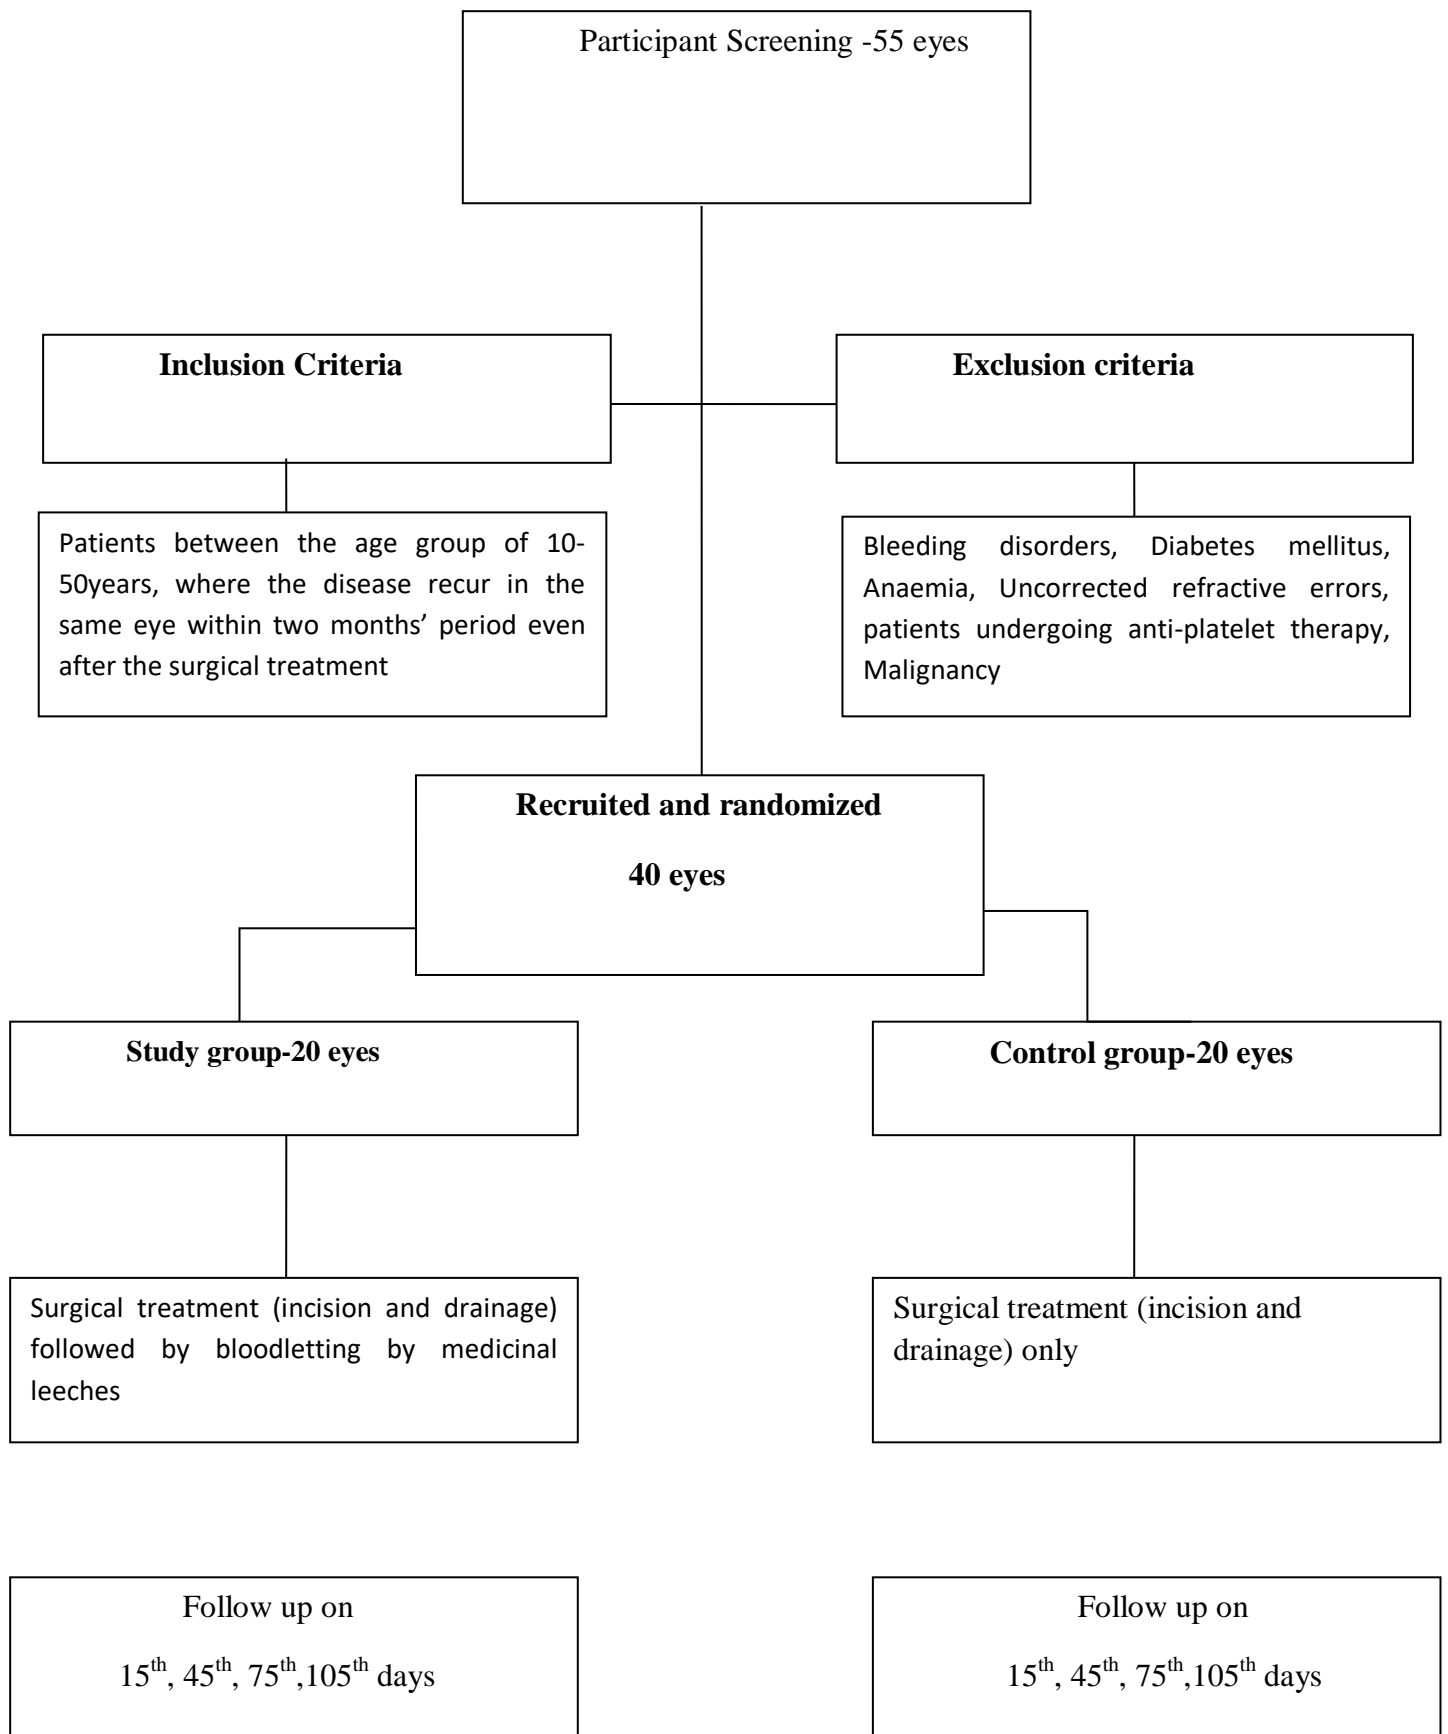 Participant Screening -55 eyes
Inclusion Criteria
Exclusion criteria
Patients between the age group of 10-
50years, where the disease recur in the
same eye within two months’ period even
after the surgical treatment
Bleeding disorders, Diabetes mellitus,
Anaemia, Uncorrected refractive errors,
patients undergoing anti-platelet therapy,
Malignancy
Recruited and randomized
40 eyes
Study group-20 eyes
Control group-20 eyes
Surgical treatment (incision and drainage)
followed by bloodletting by medicinal
leeches
Surgical treatment (incision and
drainage) only
Follow up on
15th, 45th, 75th,105th days
Follow up on
15th, 45th, 75th,105th days